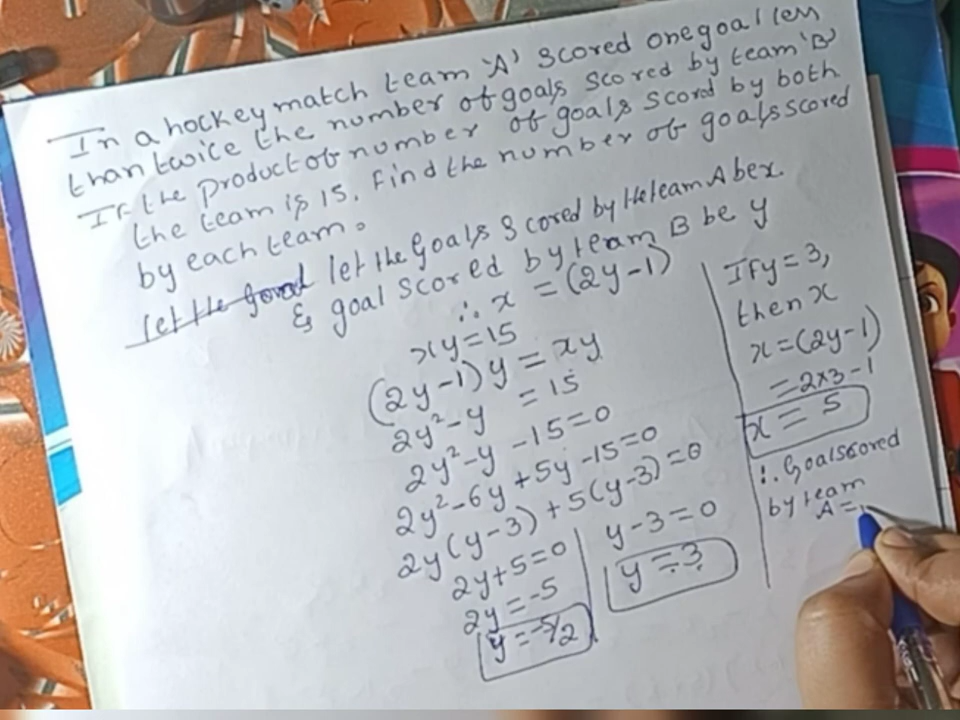 In a hockey match team 'A' scored one goal less
than twice the number of goals scored by team 'B'
If the product of number of goals scord by both
the team is 15. Find the number of goals scored
by each team.
let the Goals Scored by the team A be x.
& goal scored by team B be y
∴ x = (2y-1)
xy=15
(2y-1)y = xy
2y²-y = 15
2y²-y-15=0
2y²-6y+5y-15=0
2y(y-3)+5(y-3)=0
2y+5=0
2y=-5
y=-5/2
y-3=0
y=3
If y=3,
then x
x=(2y-1)
=2×3-1
x = 5
∴ Goal scored
by team
A =